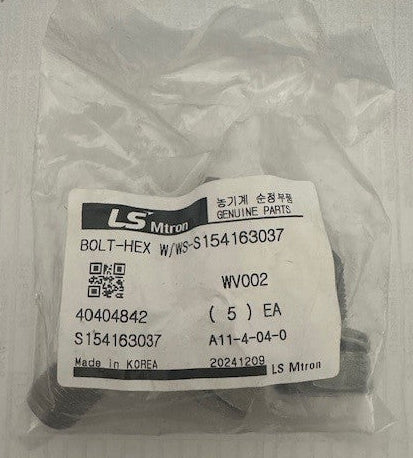 LS Mtron
농기계 순정부품
GENUINE PARTS
BOLT-HEX W/WS-S154163037
WV002
40404842 ( 5 ) EA
S154163037 A11-4-04-0
Made in KOREA 20241209
LS Mtron